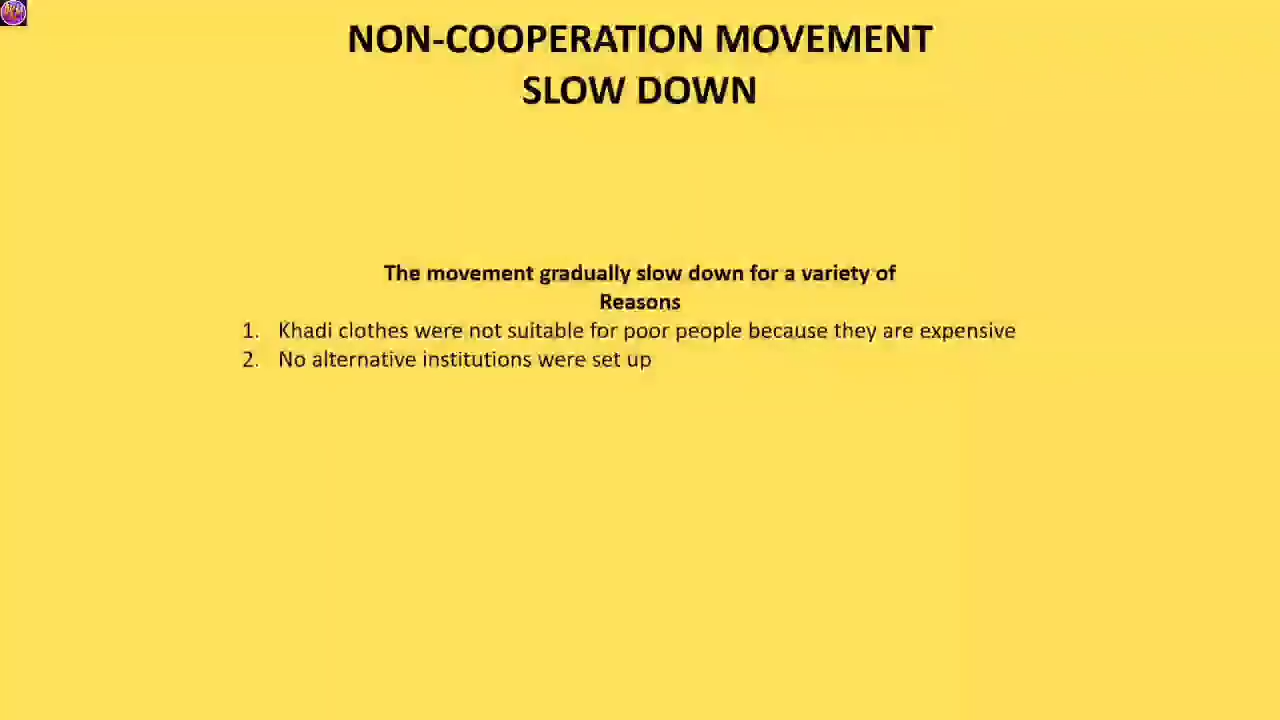 NON-COOPERATION MOVEMENT
SLOW DOWN
The movement gradually slow down for a variety of
Reasons
1. Khadi clothes were not suitable for poor people because they are expensive
2. No alternative institutions were set up